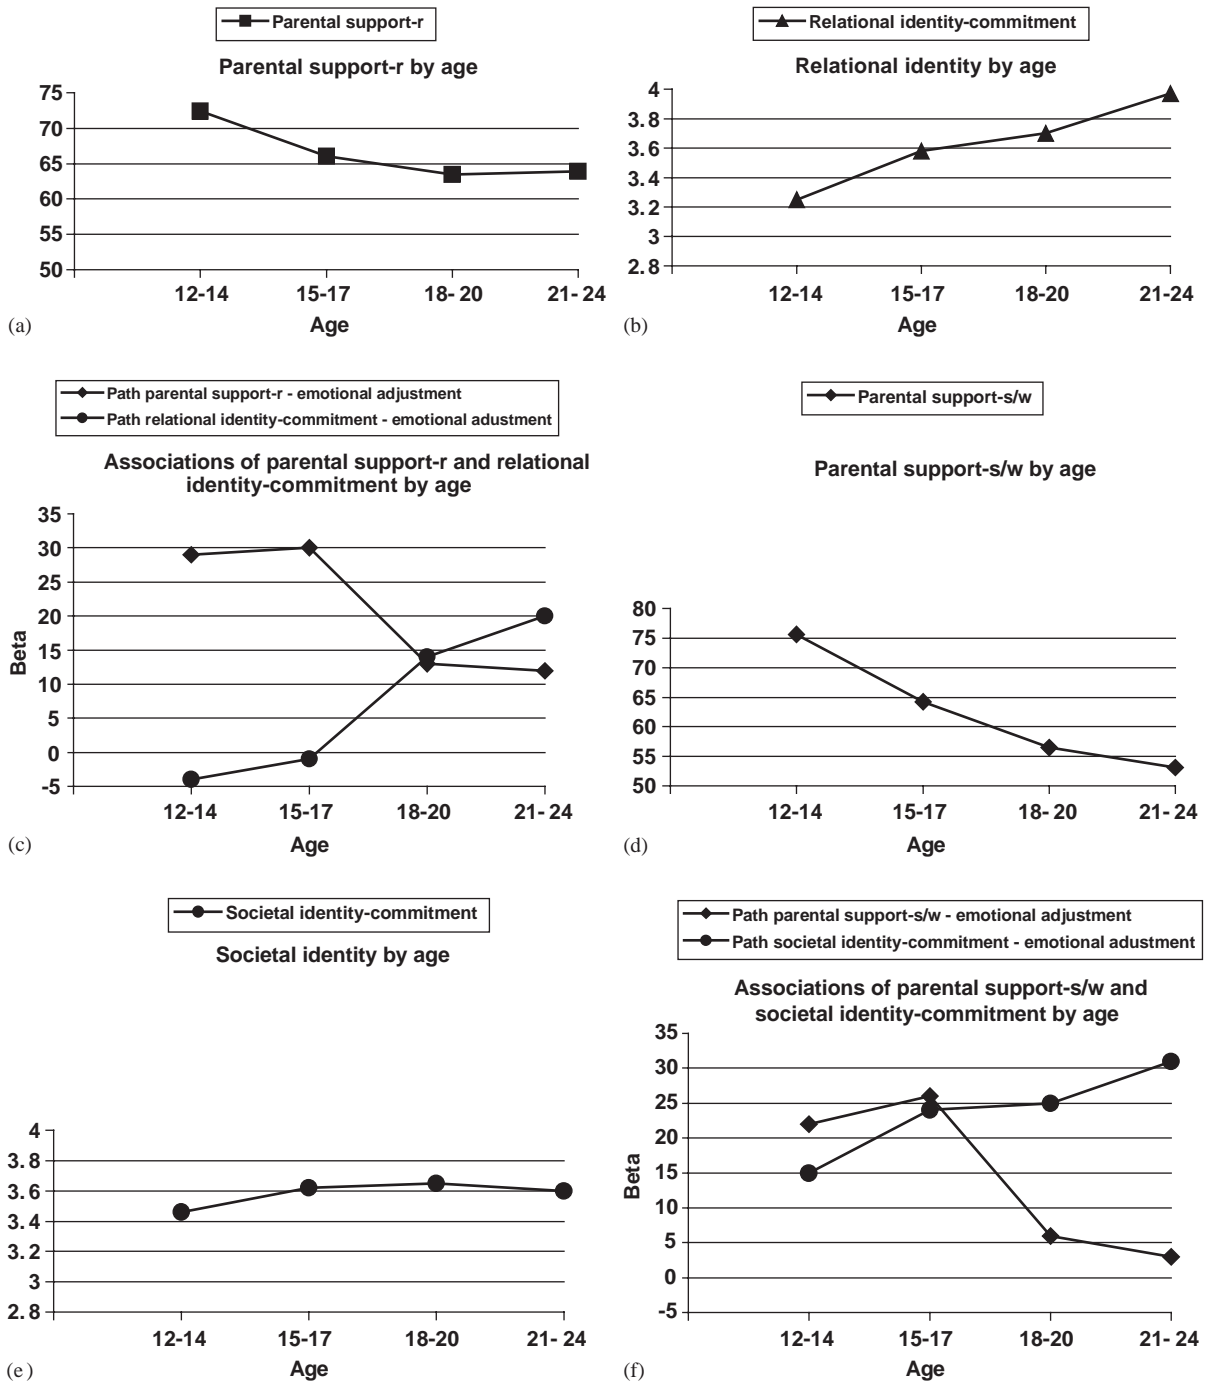 Parental support-r
Parental support-r by age
75
70
65
60
55
50
12-14 15-17 18- 20 21- 24
(a) Age
Relational identity-commitment
Relational identity by age
4
3.8
3.6
3.4
3.2
3
2.8
12-14 15-17 18- 20 21- 24
(b) Age
Path parental support-r - emotional adjustment
Path relational identity-commitment - emotional adustment
Associations of parental support-r and relational
identity-commitment by age
35
30
25
20
15
10
5
0
-5
Beta
12-14 15-17 18-20 21- 24
(c) Age
Parental support-s/w
Parental support-s/w by age
80
75
70
65
60
55
50
12-14 15-17 18- 20 21- 24
(d) Age
Societal identity-commitment
Societal identity by age
4
3.8
3.6
3.4
3.2
3
2.8
12-14 15-17 18- 20 21- 24
(e) Age
Path parental support-s/w - emotional adjustment
Path societal identity-commitment - emotional adustment
Associations of parental support-s/w and
societal identity-commitment by age
35
30
25
20
15
10
5
0
-5
Beta
12-14 15-17 18- 20 21- 24
(f) Age